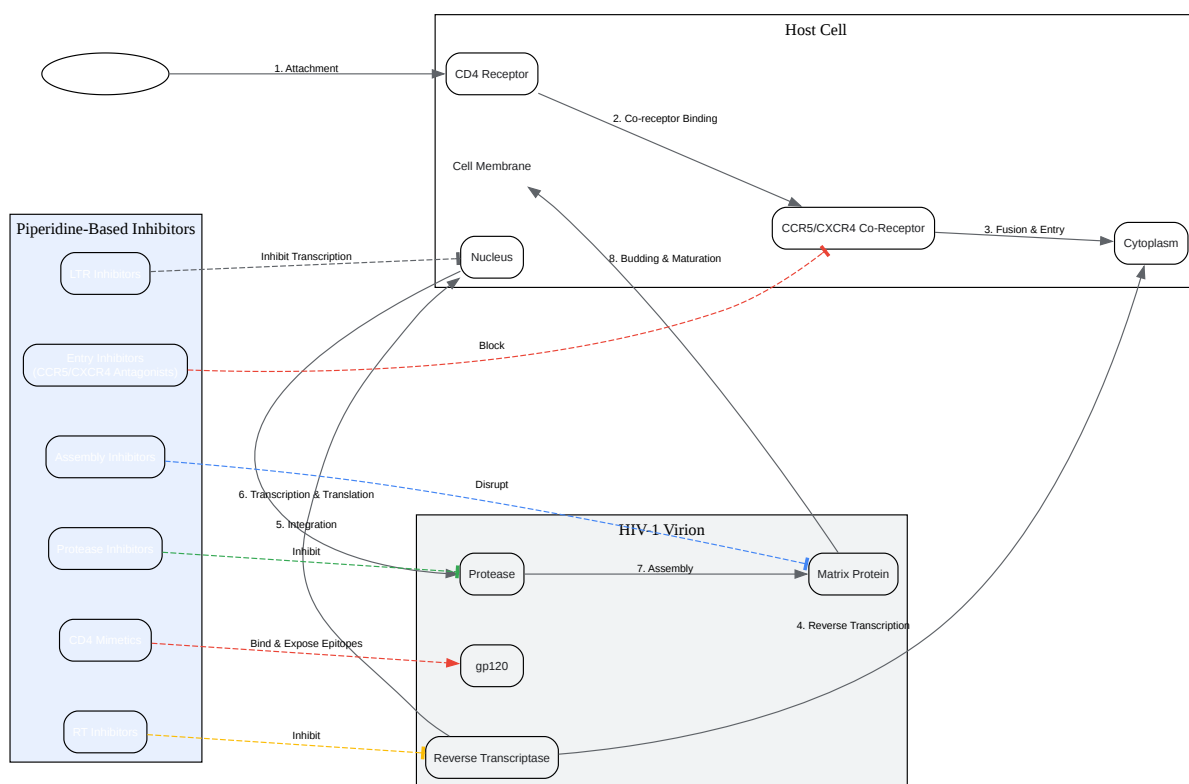 Host Cell
1. Attachment
CD4 Receptor
2. Co-receptor Binding
Cell Membrane
Piperidine-Based Inhibitors
CCR5/CXCR4 Co-Receptor
3. Fusion & Entry
Cytoplasm
LTR Inhibitors
Inhibit Transcription
Nucleus
8. Budding & Maturation
Entry Inhibitors
(CCR5/CXCR4 Antagonists)
Block
Assembly Inhibitors
Disrupt
6. Transcription & Translation
5. Integration
HIV-1 Virion
Protease Inhibitors
Inhibit
Protease
7. Assembly
Matrix Protein
4. Reverse Transcription
CD4 Mimetics
Bind & Expose Epitopes
gp120
RT Inhibitors
Inhibit
Reverse Transcriptase